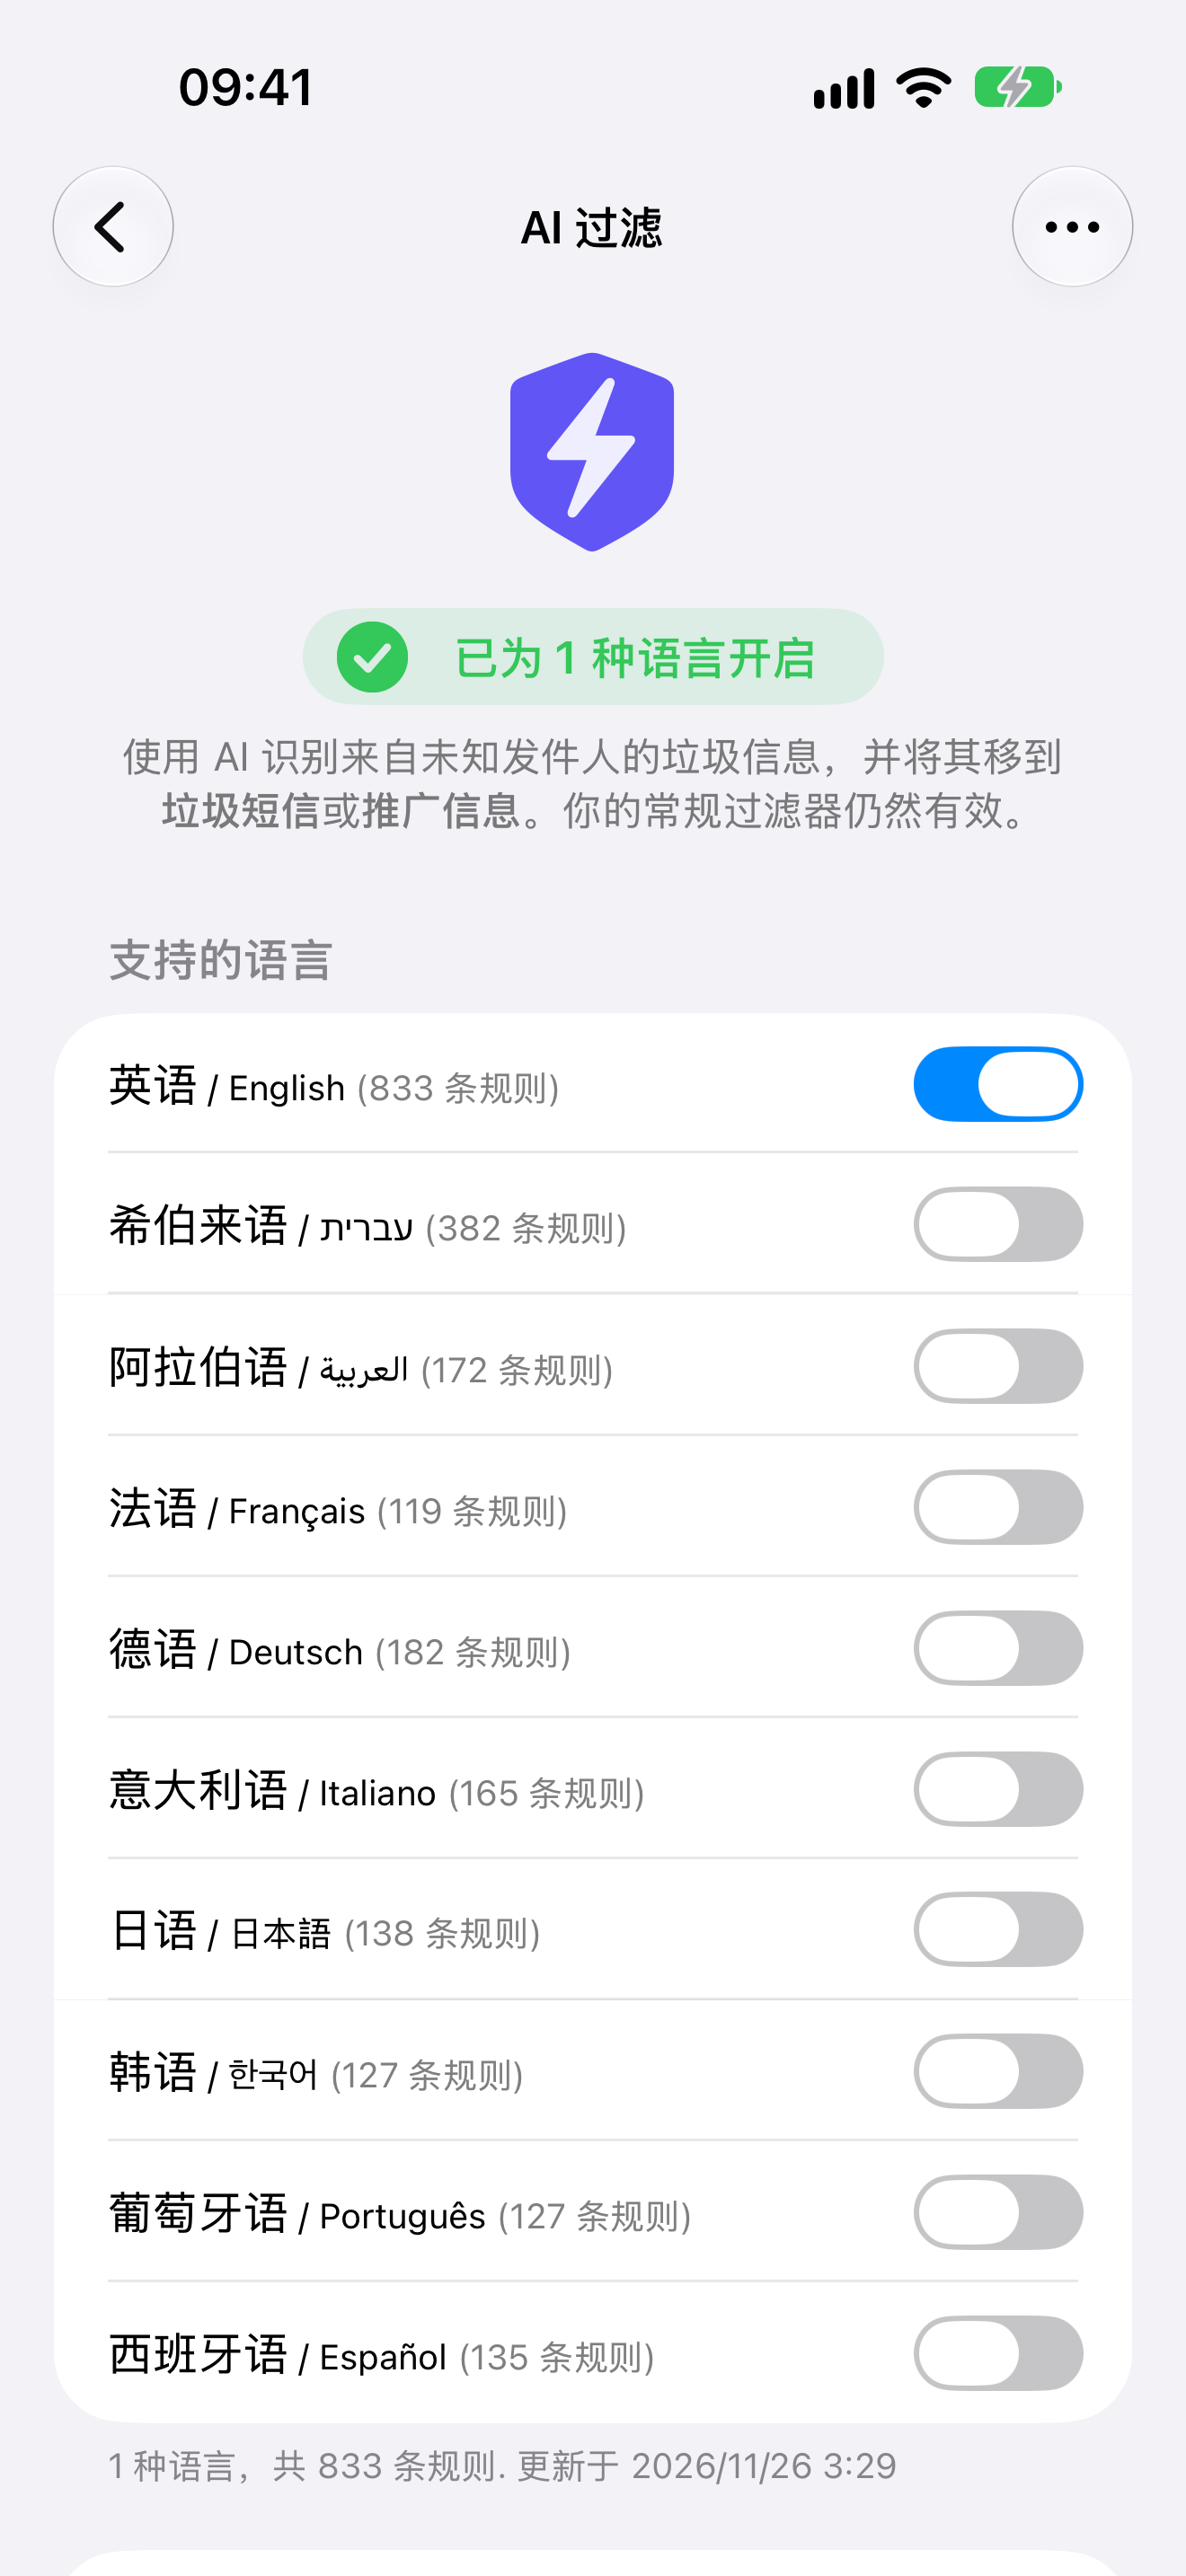 09:41
AI 过滤
已为 1 种语言开启
使用 AI 识别来自未知发件人的垃圾信息，并将其移到
垃圾短信或推广信息。你的常规过滤器仍然有效。
支持的语言
英语 / English (833 条规则)
希伯来语 / עברית (382 条规则)
阿拉伯语 / العربية (172 条规则)
法语 / Français (119 条规则)
德语 / Deutsch (182 条规则)
意大利语 / Italiano (165 条规则)
日语 / 日本語 (138 条规则)
韩语 / 한국어 (127 条规则)
葡萄牙语 / Português (127 条规则)
西班牙语 / Español (135 条规则)
1 种语言，共 833 条规则. 更新于 2026/11/26 3:29